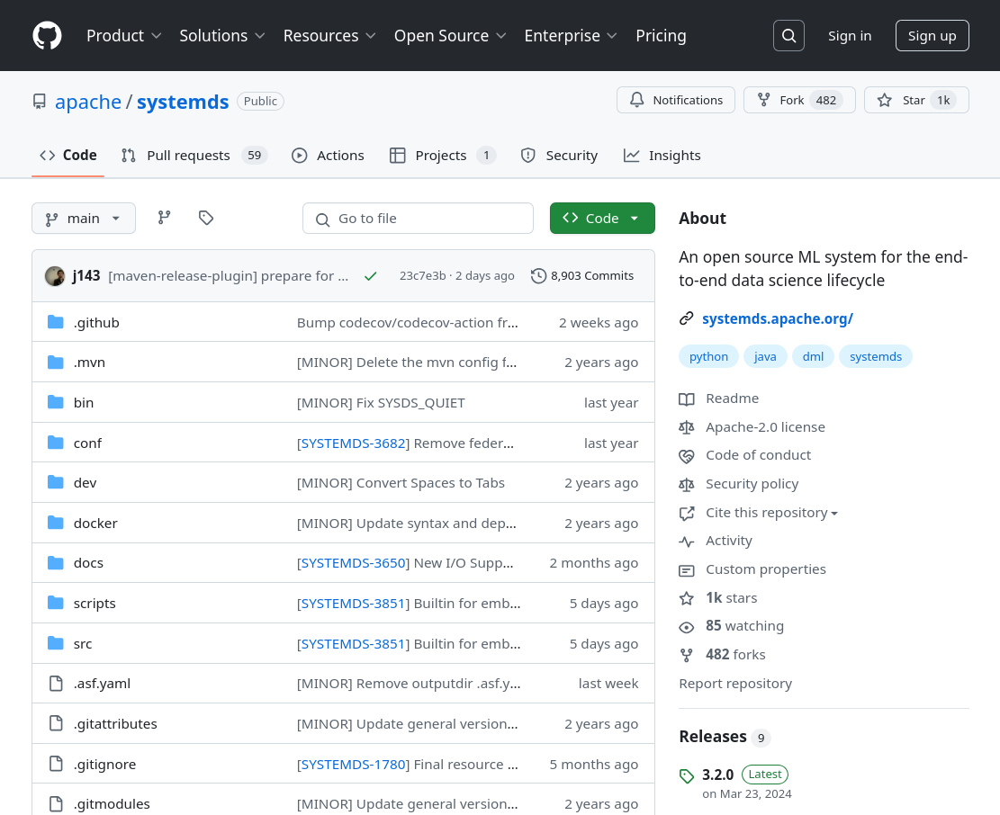 Product Solutions Resources Open Source Enterprise Pricing Sign in Sign up
apache / systemds Public Notifications Fork 482 Star 1k
Code Pull requests 59 Actions Projects 1 Security Insights
main Go to file Code
j143 [maven-release-plugin] prepare for ... 23c7e3b · 2 days ago 8,903 Commits
.github Bump codecov/codecov-action fr... 2 weeks ago
.mvn [MINOR] Delete the mvn config f... 2 years ago
bin [MINOR] Fix SYSDS_QUIET last year
conf [SYSTEMDS-3682] Remove feder... last year
dev [MINOR] Convert Spaces to Tabs 2 years ago
docker [MINOR] Update syntax and dep... 2 years ago
docs [SYSTEMDS-3650] New I/O Supp... 2 months ago
scripts [SYSTEMDS-3851] Builtin for emb... 5 days ago
src [SYSTEMDS-3851] Builtin for emb... 5 days ago
.asf.yaml [MINOR] Remove outputdir .asf.y... last week
.gitattributes [MINOR] Update general version... 2 years ago
.gitignore [SYSTEMDS-1780] Final resource ... 5 months ago
.gitmodules [MINOR] Update general version... 2 years ago
About
An open source ML system for the end-
to-end data science lifecycle
systemds.apache.org/
python java dml systemds
Readme
Apache-2.0 license
Code of conduct
Security policy
Cite this repository
Activity
Custom properties
1k stars
85 watching
482 forks
Report repository
Releases 9
3.2.0 Latest
on Mar 23, 2024